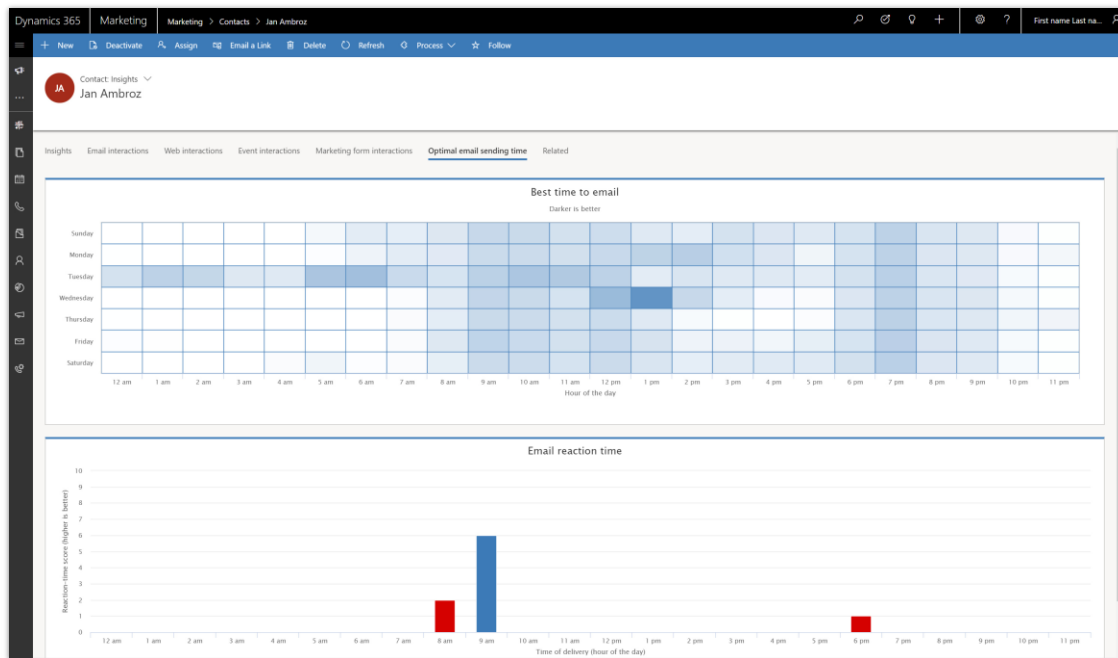 Dynamics 365 Marketing Marketing > Contacts > Jan Ambroz First name Last na...
New Deactivate Assign Email a Link Delete Refresh Process Follow
JA
Contact: Insights
Jan Ambroz
Insights Email interactions Web interactions Event interactions Marketing form interactions Optimal email sending time Related
Best time to email
Darker is better
Sunday
Monday
Tuesday
Wednesday
Thursday
Friday
Saturday
12 am 1 am 2 am 3 am 4 am 5 am 6 am 7 am 8 am 9 am 10 am 11 am 12 pm 1 pm 2 pm 3 pm 4 pm 5 pm 6 pm 7 pm 8 pm 9 pm 10 pm 11 pm
Hour of the day
Email reaction time
Reaction-time score (higher is better)
10
9
8
7
6
5
4
3
2
1
0
12 am 1 am 2 am 3 am 4 am 5 am 6 am 7 am 8 am 9 am 10 am 11 am 12 pm 1 pm 2 pm 3 pm 4 pm 5 pm 6 pm 7 pm 8 pm 9 pm 10 pm 11 pm
Time of delivery (hour of the day)